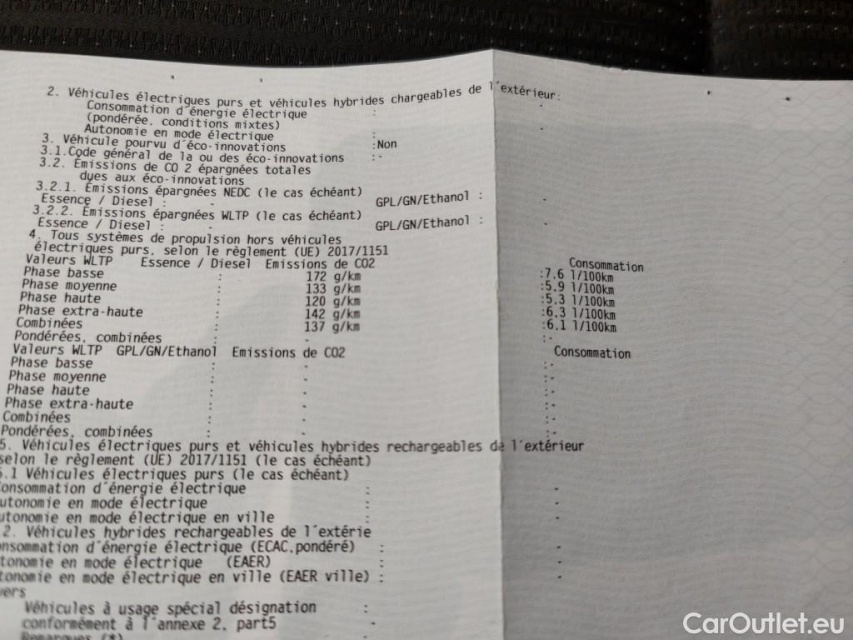 2. Véhicules électriques purs et véhicules hybrides chargeables de l'extérieur:
Consommation d'énergie électrique : -
(pondérée, conditions mixtes)
Autonomie en mode électrique : -
3. Véhicule pourvu d'éco-innovations :Non
3.1.Code général de la ou des éco-innovations :-
3.2. Émissions de CO 2 épargnées totales
dues aux éco-innovations
3.2.1. Émissions épargnées NEDC (le cas échéant)
Essence / Diesel : - GPL/GN/Ethanol : -
3.2.2. Émissions épargnées WLTP (le cas échéant)
Essence / Diesel : - GPL/GN/Ethanol : -
4. Tous systèmes de propulsion hors véhicules
électriques purs, selon le règlement (UE) 2017/1151
Valeurs WLTP Essence / Diesel Emissions de CO2 Consommation
Phase basse : 172 g/km :7.6 l/100km
Phase moyenne : 133 g/km :5.9 l/100km
Phase haute : 120 g/km :5.3 l/100km
Phase extra-haute : 142 g/km :6.3 l/100km
Combinées : 137 g/km :6.1 l/100km
Pondérées, combinées : - :-
Valeurs WLTP GPL/GN/Ethanol Emissions de CO2 Consommation
Phase basse : - :-
Phase moyenne : - :-
Phase haute : - :-
Phase extra-haute : - :-
Combinées : - :-
Pondérées, combinées : - :-
5. Véhicules électriques purs et véhicules hybrides rechargeables de l'extérieur
selon le règlement (UE) 2017/1151 (le cas échéant)
.1 Véhicules électriques purs (le cas échéant)
onsommation d'énergie électrique : -
utonomie en mode électrique : -
utonomie en mode électrique en ville : -
2. Véhicules hybrides rechargeables de l'extérie
nsommation d'énergie électrique (ECAC,pondéré) : -
tonomie en mode électrique (EAER) : -
tonomie en mode électrique en ville (EAER ville) : -
ers
Véhicules à usage spécial désignation :
conformément à l'annexe 2, part5 -
Remarques (*)
CarOutlet.eu